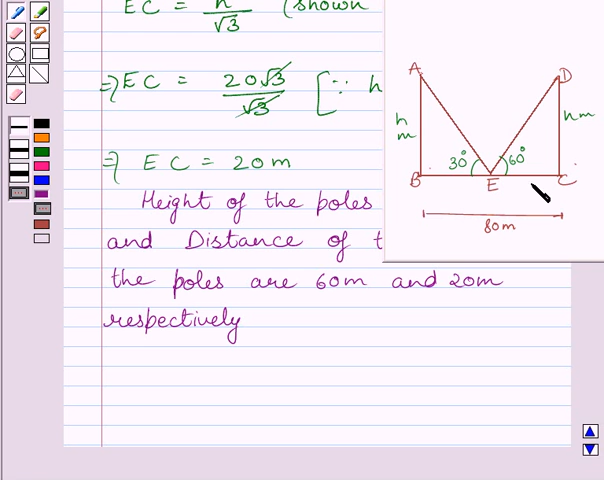 EC = h/√3 (shown
⇒ EC = 20√3/√3 [∵ h
⇒ EC = 20m
Height of the poles
and Distance of t
the poles are 60m and 20m
respectively
A D
h m
h m
30° 60°
B E C
80m